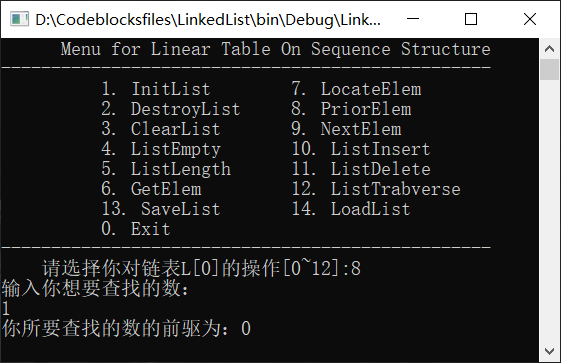 D:\Codeblocksfiles\LinkedList\bin\Debug\Link...
Menu for Linear Table On Sequence Structure
-------------------------------------------------
1. InitList 7. LocateElem
2. DestroyList 8. PriorElem
3. ClearList 9. NextElem
4. ListEmpty 10. ListInsert
5. ListLength 11. ListDelete
6. GetElem 12. ListTrabverse
13. SaveList 14. LoadList
0. Exit
-------------------------------------------------
请选择你对链表L[0]的操作[0~12]:8
输入你想要查找的数:
1
你所要查找的数的前驱为：0